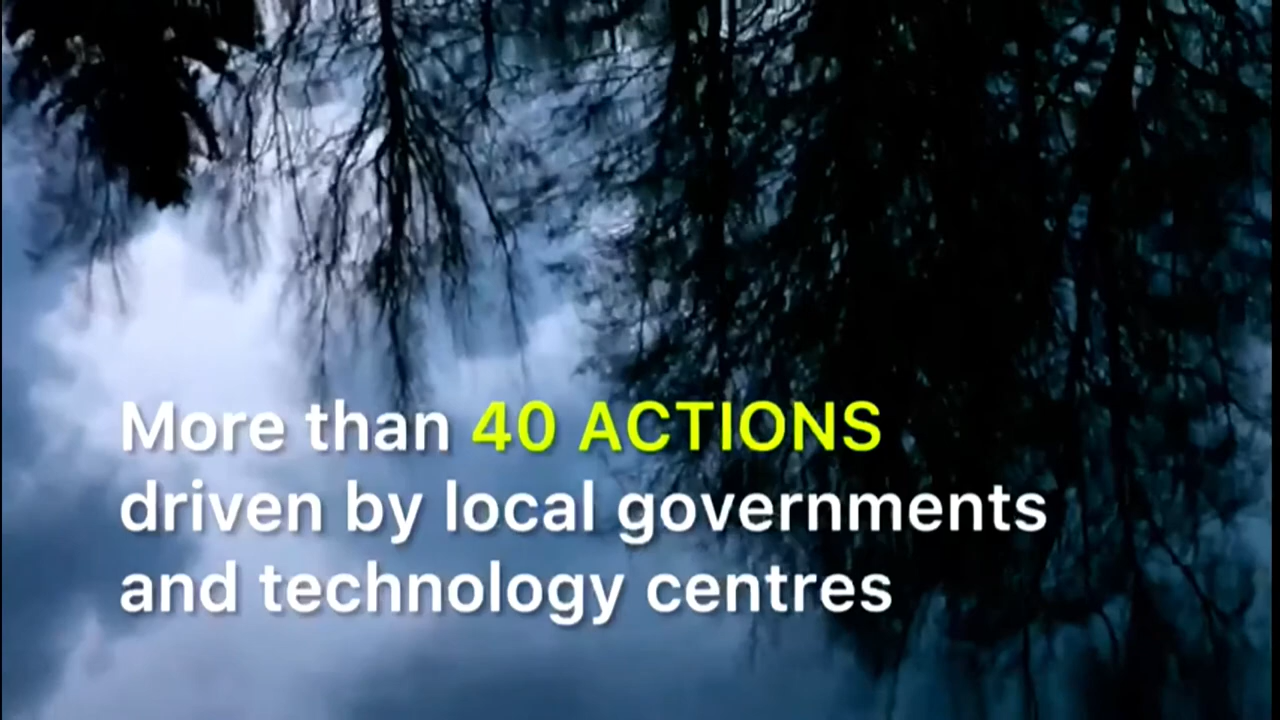 More than 40 ACTIONS
driven by local governments
and technology centres